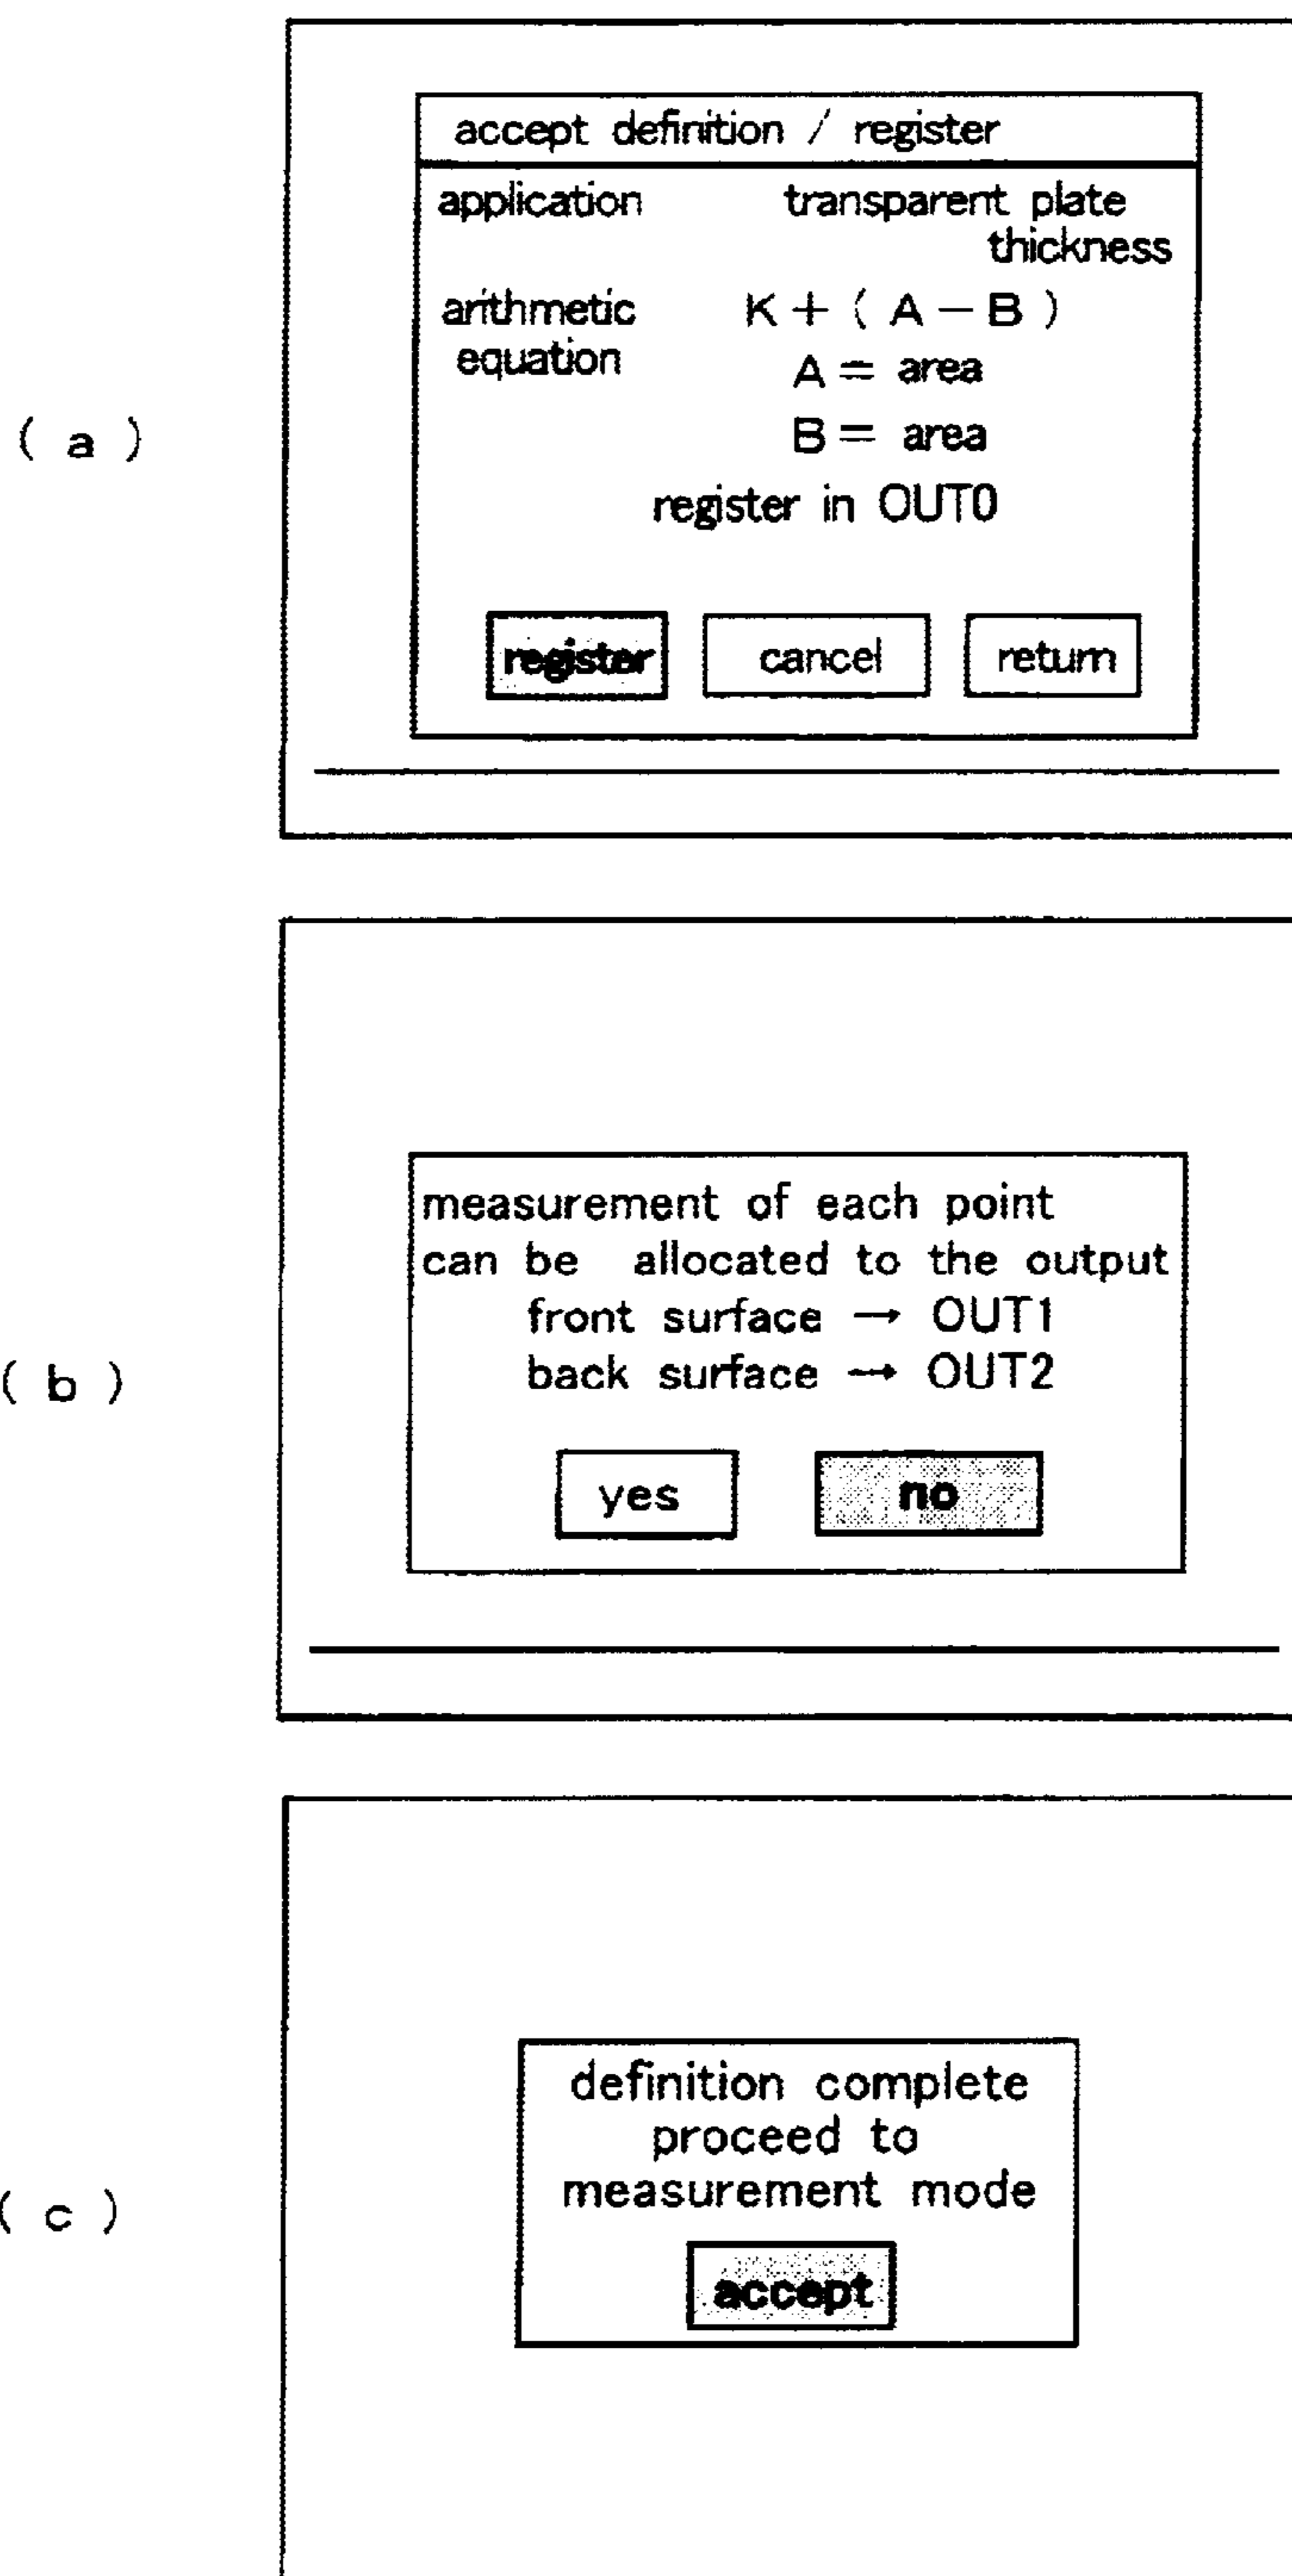 ( a )
accept definition / register
application transparent plate
thickness
arithmetic K + ( A − B )
equation A = area
B = area
register in OUT0
register cancel return
( b )
measurement of each point
can be allocated to the output
front surface → OUT1
back surface → OUT2
yes no
( c )
definition complete
proceed to
measurement mode
accept